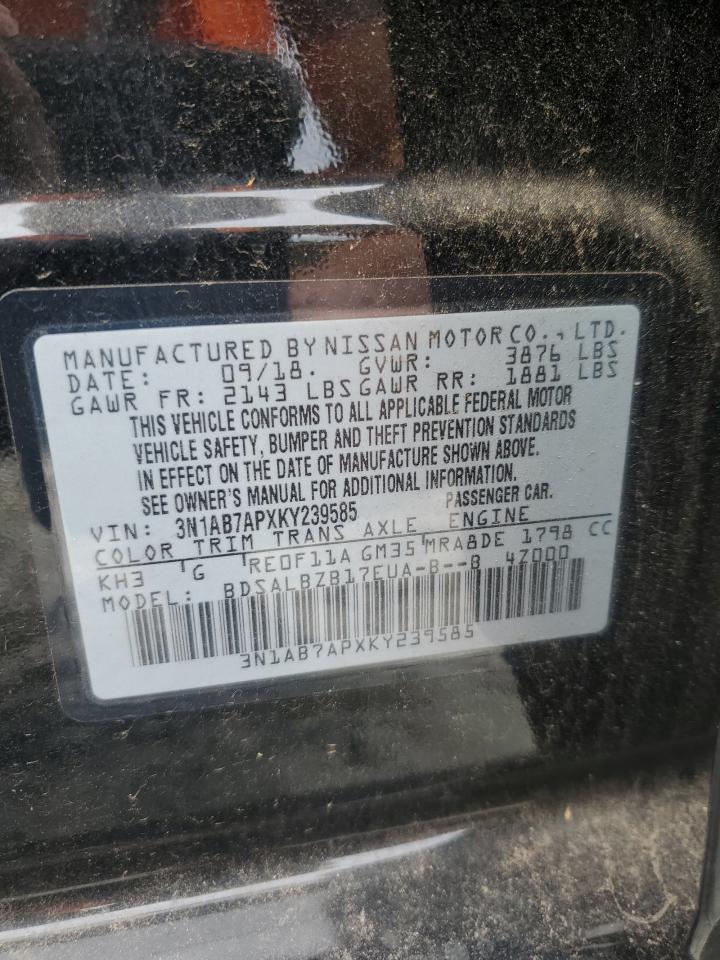 MANUFACTURED BY NISSAN MOTOR CO., LTD.
DATE: 09/18. GVWR: 3876 LBS
GAWR FR: 2143 LBS GAWR RR: 1881 LBS
THIS VEHICLE CONFORMS TO ALL APPLICABLE FEDERAL MOTOR
VEHICLE SAFETY, BUMPER AND THEFT PREVENTION STANDARDS
IN EFFECT ON THE DATE OF MANUFACTURE SHOWN ABOVE.
SEE OWNER'S MANUAL FOR ADDITIONAL INFORMATION.
VIN: 3N1AB7APXKY239585 PASSENGER CAR.
COLOR TRIM TRANS AXLE ENGINE
KH3 G RE0F11A GM35 MRA8DE 1798 CC
MODEL: BDSALBZB17EUA-B--B 4Z000
3N1AB7APXKY239585